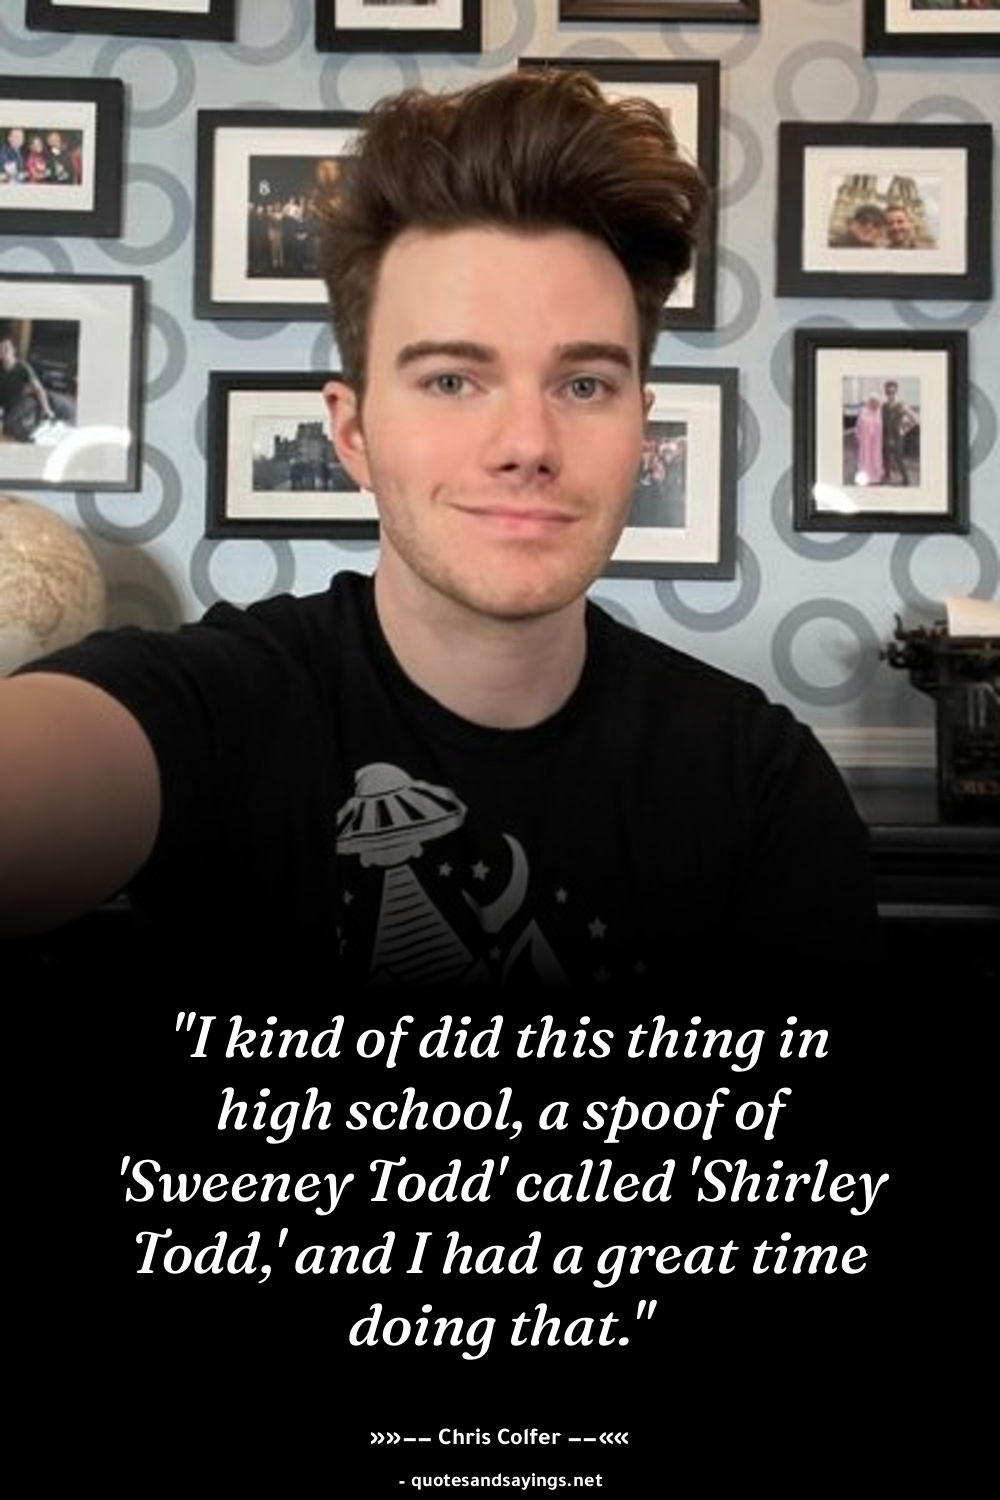 "I kind of did this thing in
high school, a spoof of
'Sweeney Todd' called 'Shirley
Todd,' and I had a great time
doing that."
»»—— Chris Colfer ——««
- quotesandsayings.net